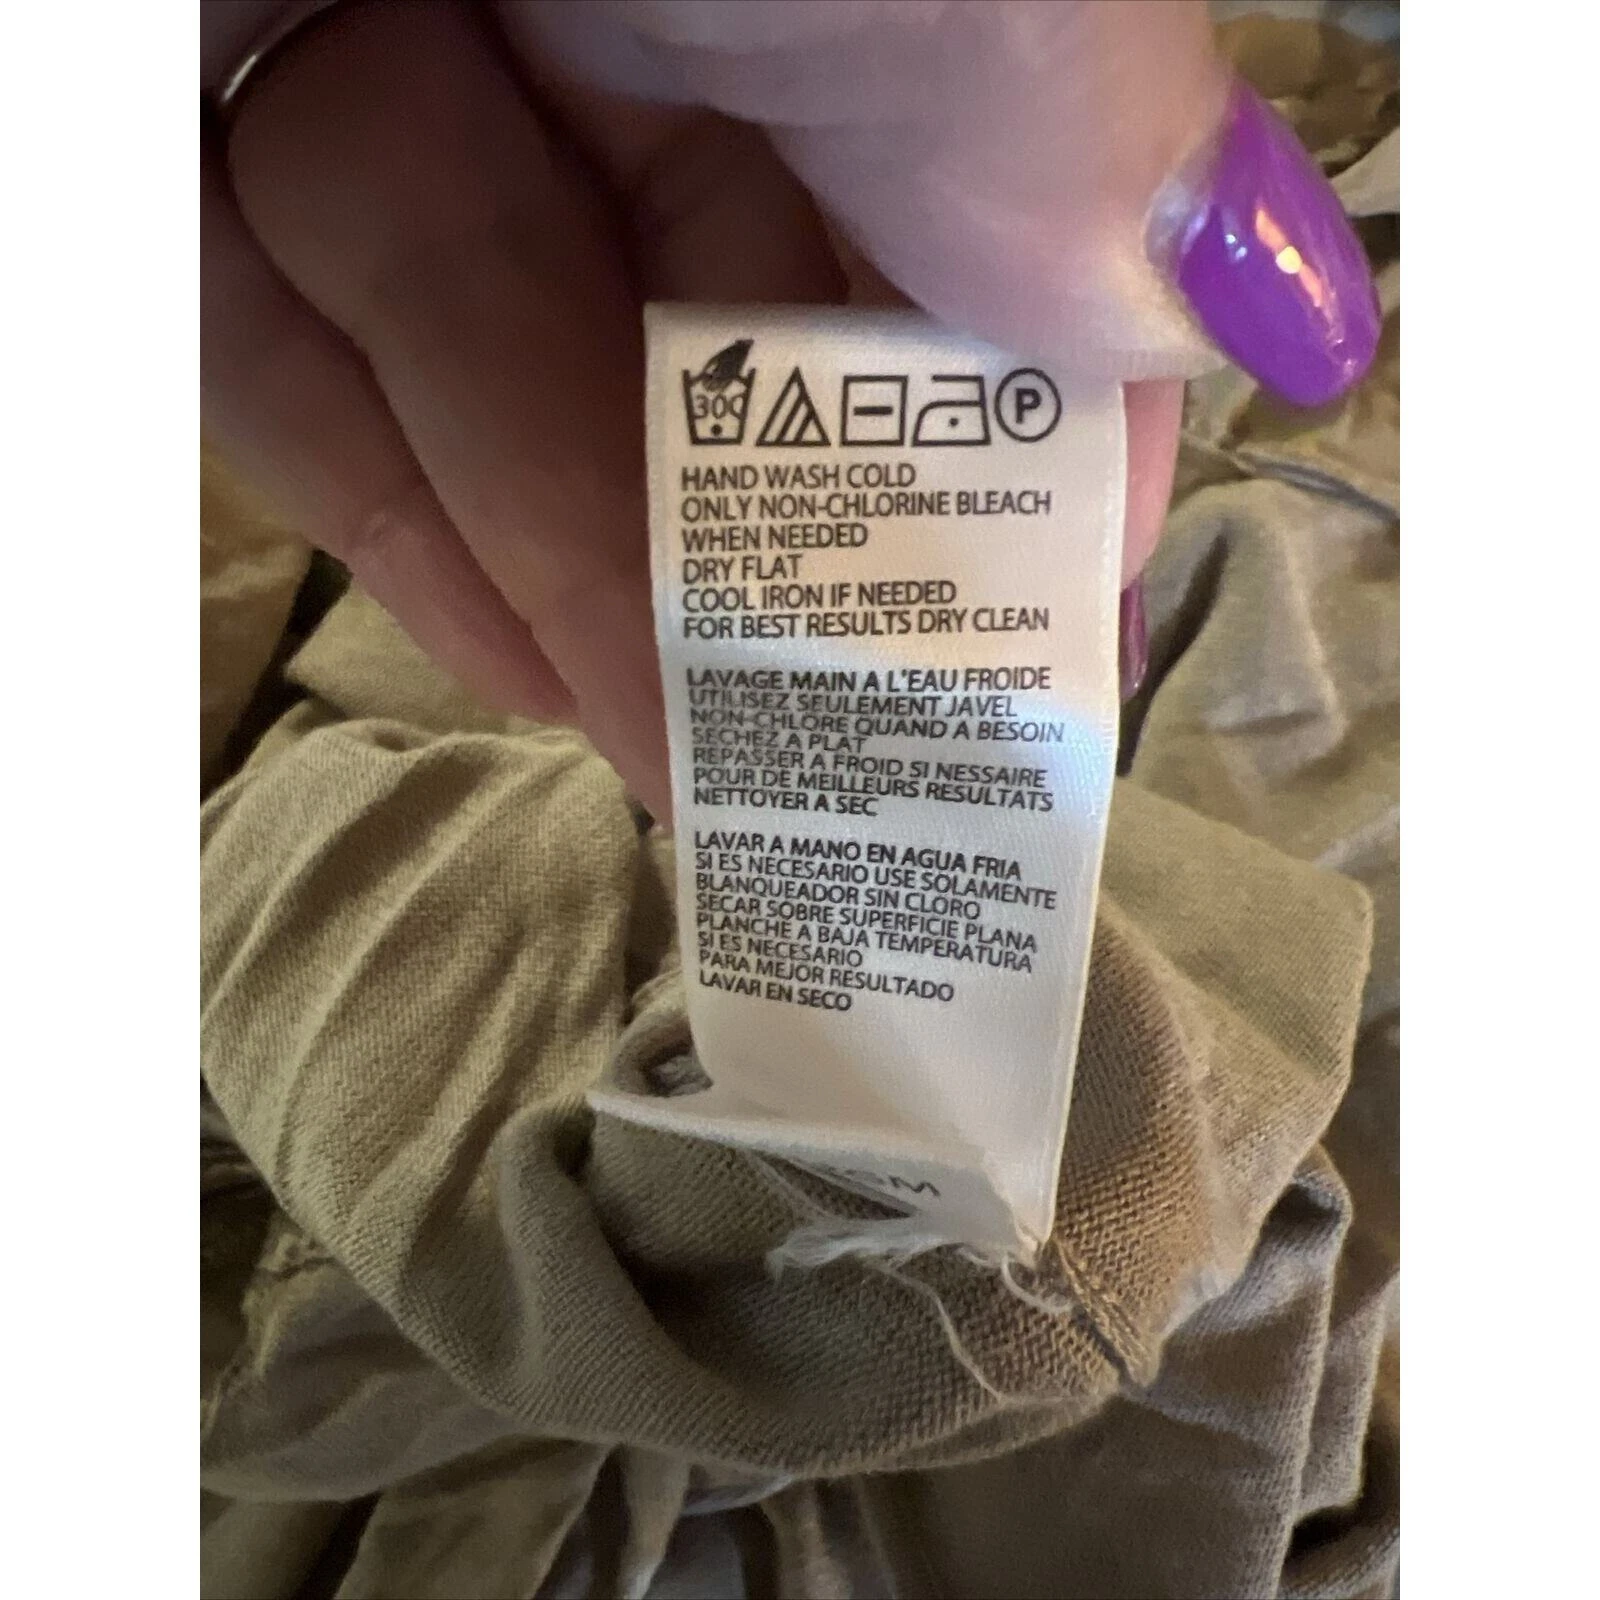 30C
P
HAND WASH COLD
ONLY NON-CHLORINE BLEACH
WHEN NEEDED
DRY FLAT
COOL IRON IF NEEDED
FOR BEST RESULTS DRY CLEAN
LAVAGE MAIN A L'EAU FROIDE
UTILISEZ SEULEMENT JAVEL
NON-CHLORE QUAND A BESOIN
SECHEZ A PLAT
REPASSER A FROID SI NESSAIRE
POUR DE MEILLEURS RESULTATS
NETTOYER A SEC
LAVAR A MANO EN AGUA FRIA
SI ES NECESARIO USE SOLAMENTE
BLANQUEADOR SIN CLORO
SECAR SOBRE SUPERFICIE PLANA
PLANCHE A BAJA TEMPERATURA
SI ES NECESARIO
PARA MEJOR RESULTADO
LAVAR EN SECO